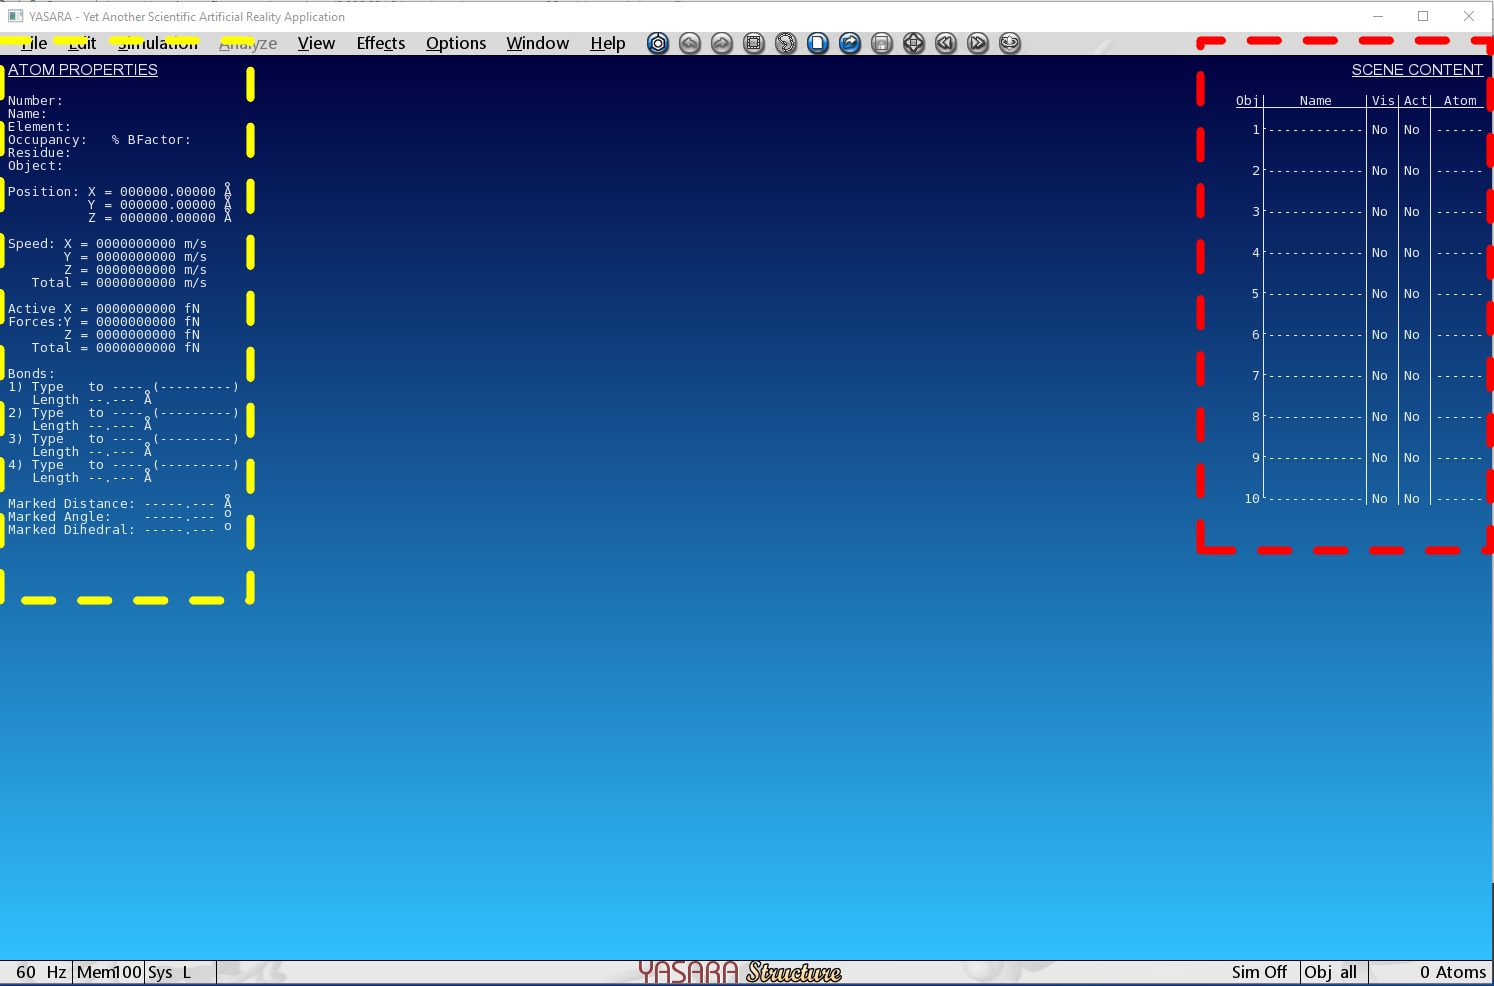 YASARA - Yet Another Scientific Artificial Reality Application
File Edit Simulation Analyze View Effects Options Window Help
ATOM PROPERTIES
Number:
Name:
Element:
Occupancy:   % BFactor:
Residue:
Object:
Position: X = 000000.00000 Å
Y = 000000.00000 Å
Z = 000000.00000 Å
Speed: X = 0000000000 m/s
Y = 0000000000 m/s
Z = 0000000000 m/s
Total = 0000000000 m/s
Active X = 0000000000 fN
Forces:Y = 0000000000 fN
Z = 0000000000 fN
Total = 0000000000 fN
Bonds:
1) Type   to ----.(---------)
Length --.--- Å
2) Type   to ----.(---------)
Length --.--- Å
3) Type   to ----.(---------)
Length --.--- Å
4) Type   to ----.(---------)
Length --.--- Å
Marked Distance: -----.--- Å
Marked Angle:    -----.--- o
Marked Dihedral: -----.--- o
SCENE CONTENT
Obj Name Vis Act Atom
1 ------------ No No ------
2 ------------ No No ------
3 ------------ No No ------
4 ------------ No No ------
5 ------------ No No ------
6 ------------ No No ------
7 ------------ No No ------
8 ------------ No No ------
9 ------------ No No ------
10 ------------ No No ------
60 Hz Mem100 Sys L YASARA Structure Sim Off Obj all 0 Atoms